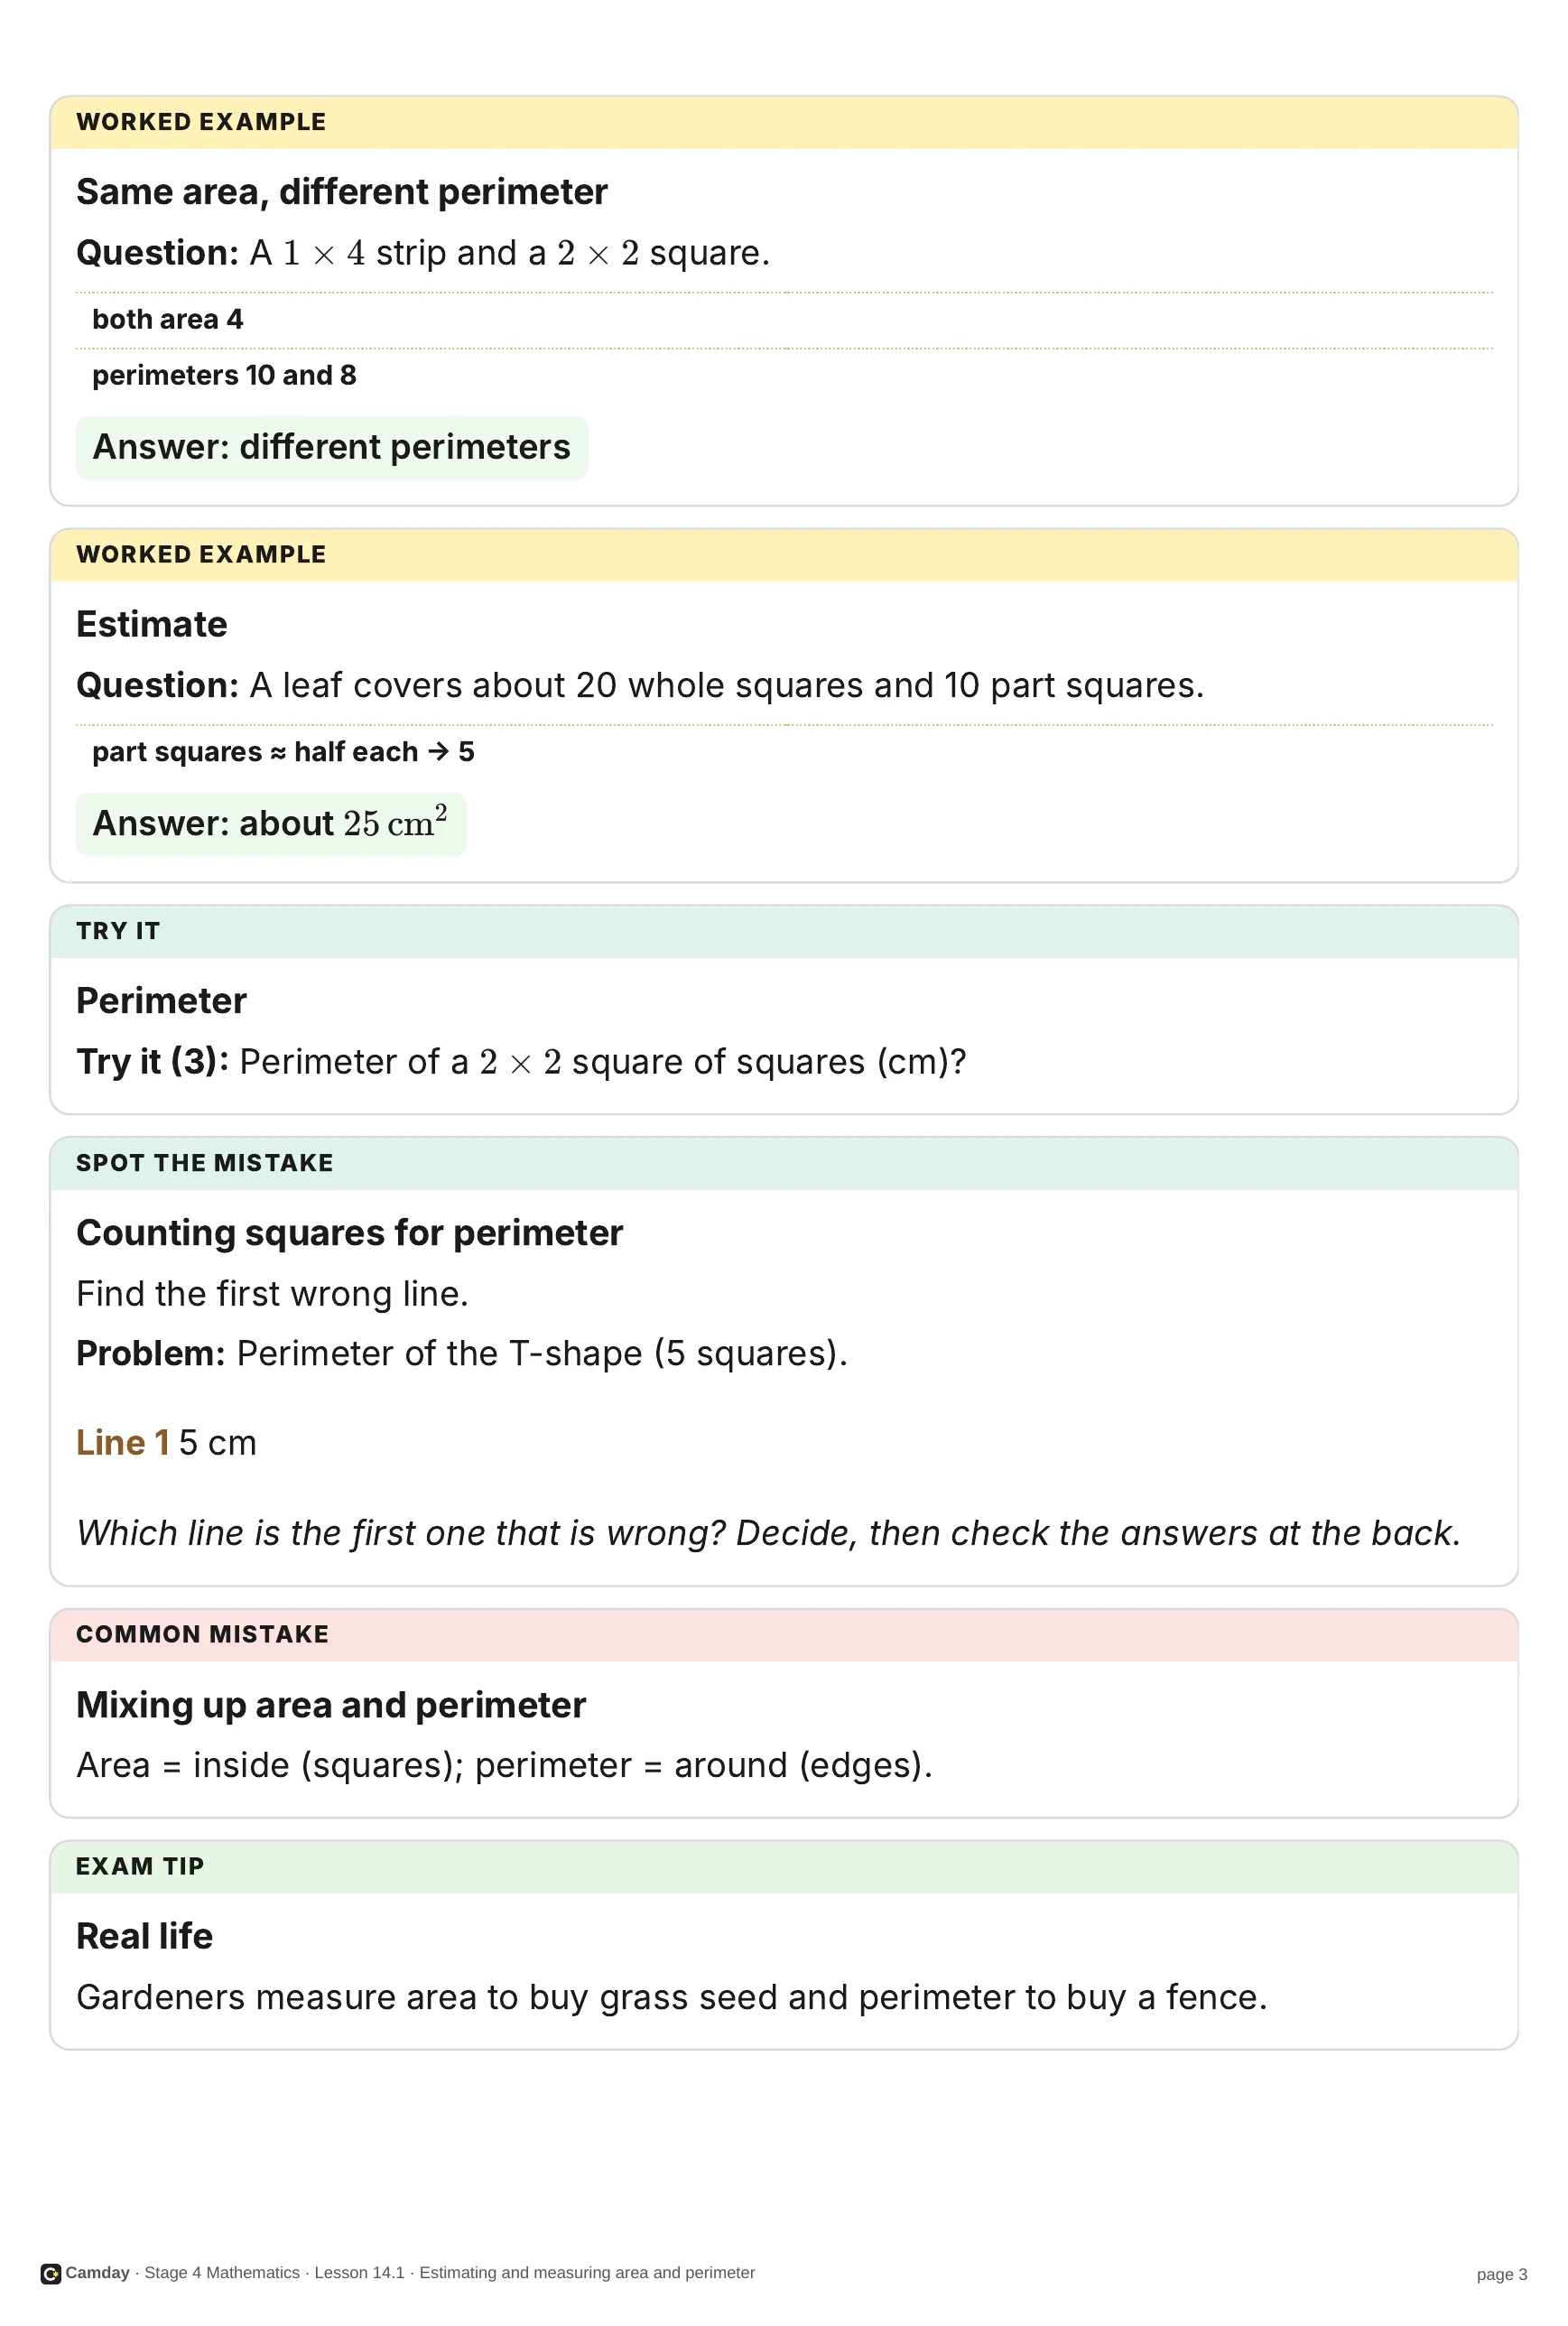 WORKED EXAMPLE
Same area, different perimeter
Question: A 1 × 4 strip and a 2 × 2 square.
both area 4
perimeters 10 and 8
Answer: different perimeters
WORKED EXAMPLE
Estimate
Question: A leaf covers about 20 whole squares and 10 part squares.
part squares ≈ half each → 5
Answer: about 25 cm²
TRY IT
Perimeter
Try it (3): Perimeter of a 2 × 2 square of squares (cm)?
SPOT THE MISTAKE
Counting squares for perimeter
Find the first wrong line.
Problem: Perimeter of the T-shape (5 squares).
Line 1 5 cm
Which line is the first one that is wrong? Decide, then check the answers at the back.
COMMON MISTAKE
Mixing up area and perimeter
Area = inside (squares); perimeter = around (edges).
EXAM TIP
Real life
Gardeners measure area to buy grass seed and perimeter to buy a fence.
Camday · Stage 4 Mathematics · Lesson 14.1 · Estimating and measuring area and perimeter
page 3